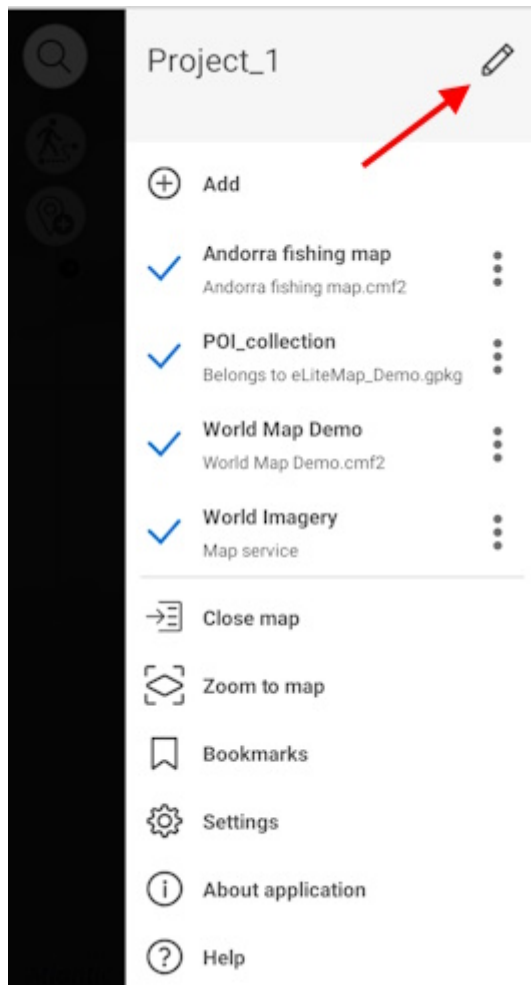 Project_1
Add
Andorra fishing map
Andorra fishing map.cmf2
POI_collection
Belongs to eLiteMap_Demo.gpkg
World Map Demo
World Map Demo.cmf2
World Imagery
Map service
Close map
Zoom to map
Bookmarks
Settings
About application
Help